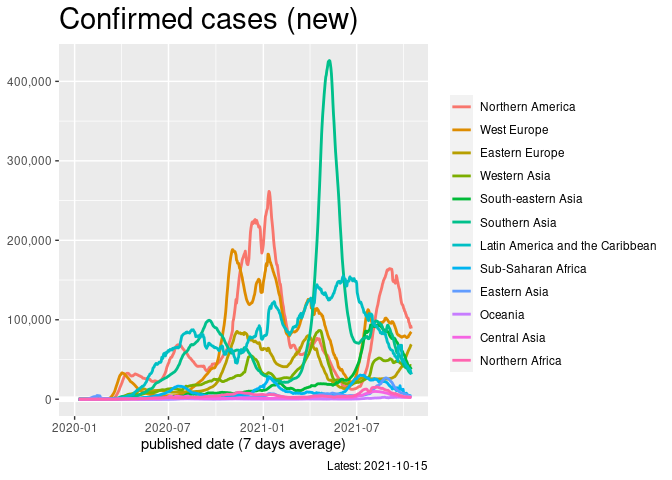 Confirmed cases (new)
400,000
300,000
200,000
100,000
0
2020-01
2020-07
2021-01
2021-07
published date (7 days average)
Latest: 2021-10-15
Northern America
West Europe
Eastern Europe
Western Asia
South-eastern Asia
Southern Asia
Latin America and the Caribbean
Sub-Saharan Africa
Eastern Asia
Oceania
Central Asia
Northern Africa